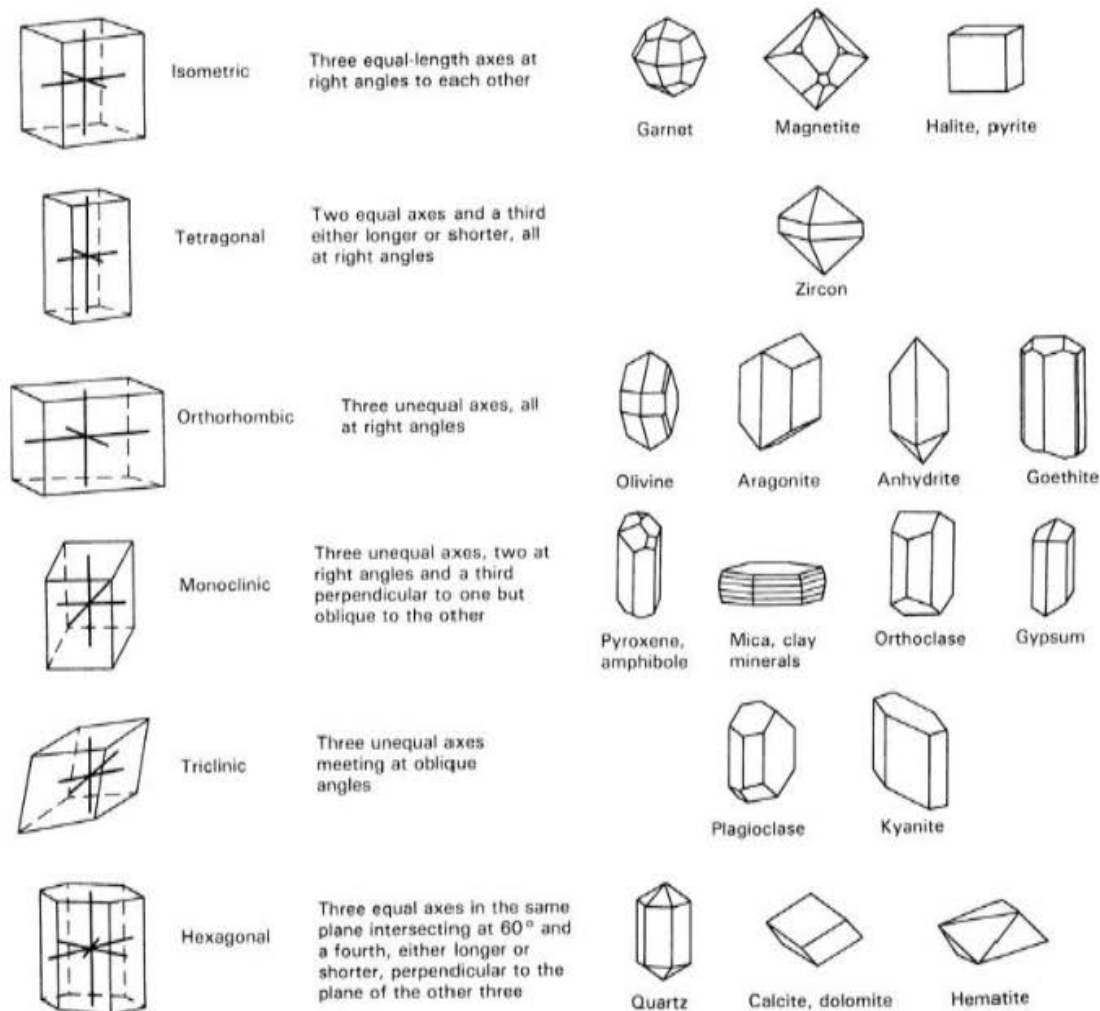 Isometric
Three equal-length axes at
right angles to each other
Garnet
Magnetite
Halite, pyrite
Tetragonal
Two equal axes and a third
either longer or shorter, all
at right angles
Zircon
Orthorhombic
Three unequal axes, all
at right angles
Olivine
Aragonite
Anhydrite
Goethite
Monoclinic
Three unequal axes, two at
right angles and a third
perpendicular to one but
oblique to the other
Pyroxene,
amphibole
Mica, clay
minerals
Orthoclase
Gypsum
Triclinic
Three unequal axes
meeting at oblique
angles
Plagioclase
Kyanite
Hexagonal
Three equal axes in the same
plane intersecting at 60° and
a fourth, either longer or
shorter, perpendicular to the
plane of the other three
Quartz
Calcite, dolomite
Hematite